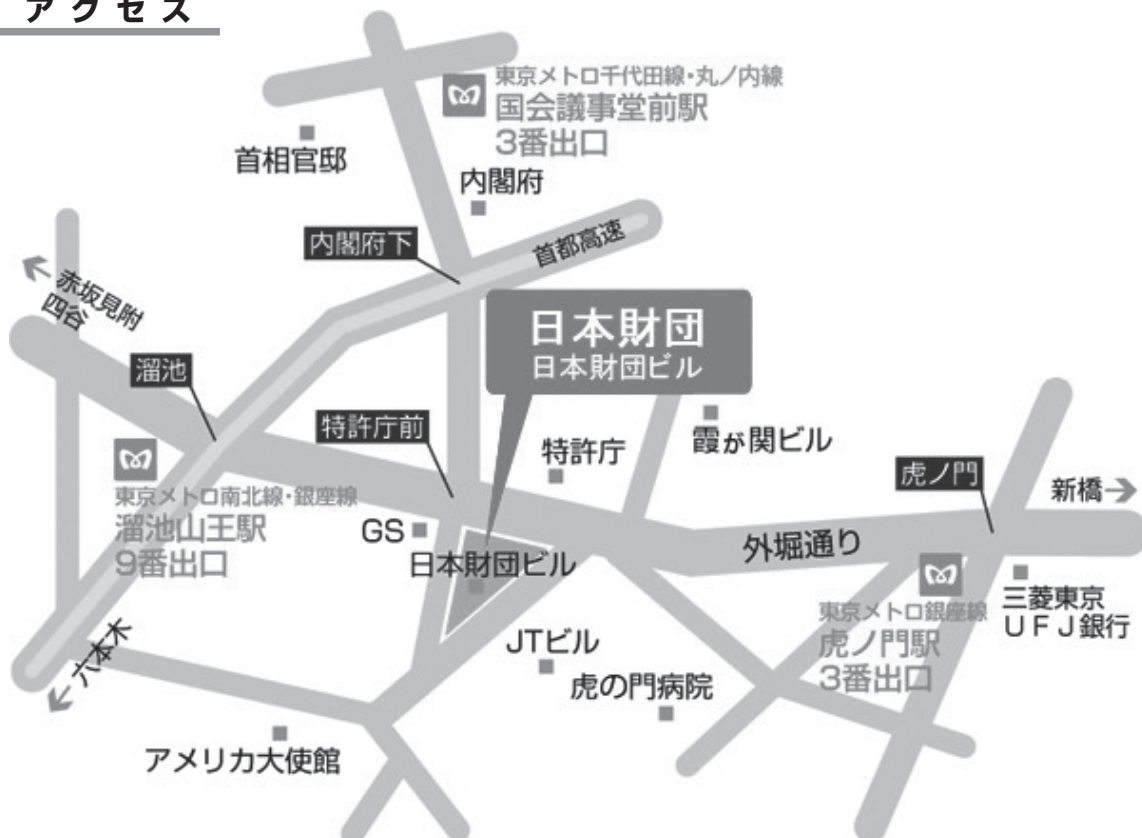 アクセス
東京メトロ千代田線・丸ノ内線
国会議事堂前駅
3番出口
首相官邸
内閣府
内閣府下
首都高速
赤坂見附
四谷
日本財団
日本財団ビル
溜池
特許庁前
特許庁
霞が関ビル
虎ノ門
新橋
東京メトロ南北線・銀座線
溜池山王駅
9番出口
GS
日本財団ビル
外堀通り
三菱東京
UFJ銀行
東京メトロ銀座線
虎ノ門駅
3番出口
六本木
JTビル
虎の門病院
アメリカ大使館